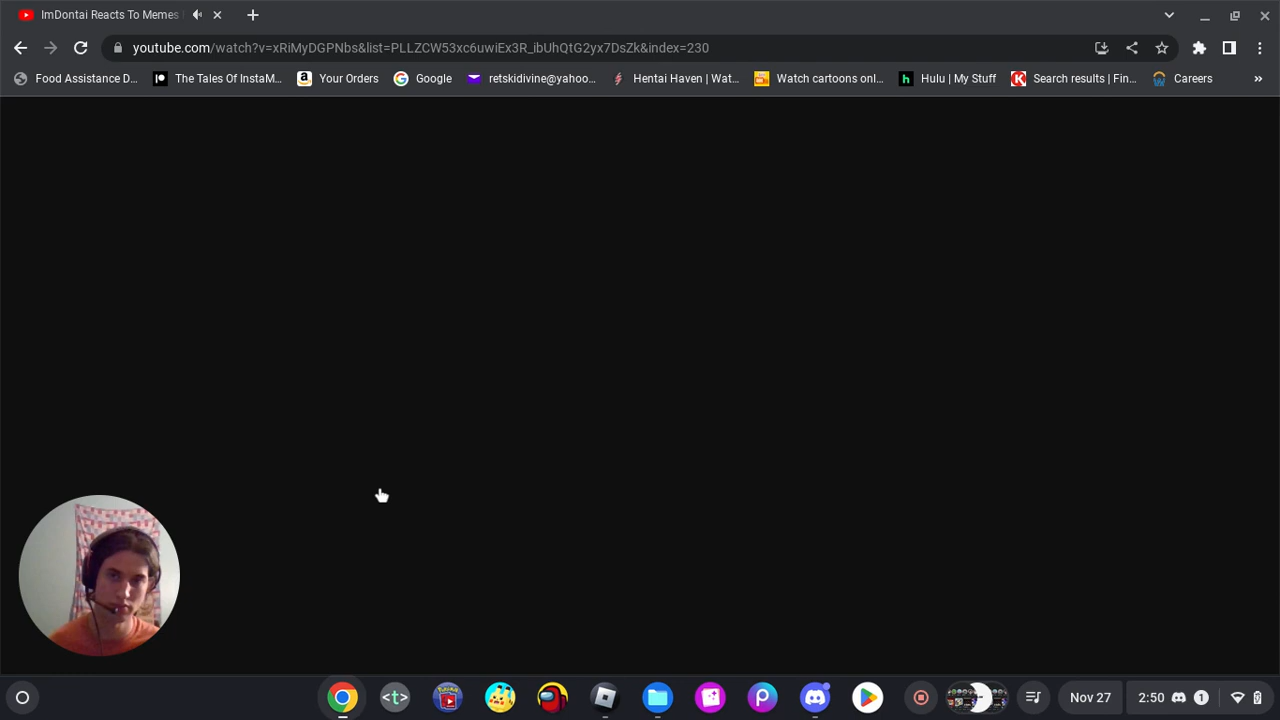 ImDontai Reacts To Memes
youtube.com/watch?v=xRiMyDGPNbs&list=PLLZCW53xc6uwiEx3R_ibUhQtG2yx7DsZk&index=230
Food Assistance D... The Tales Of InstaM... Your Orders Google retskidivine@yahoo... Hentai Haven | Wat... Watch cartoons onl... Hulu | My Stuff Search results | Fin... Careers »
<t> Nov 27 2:50 1